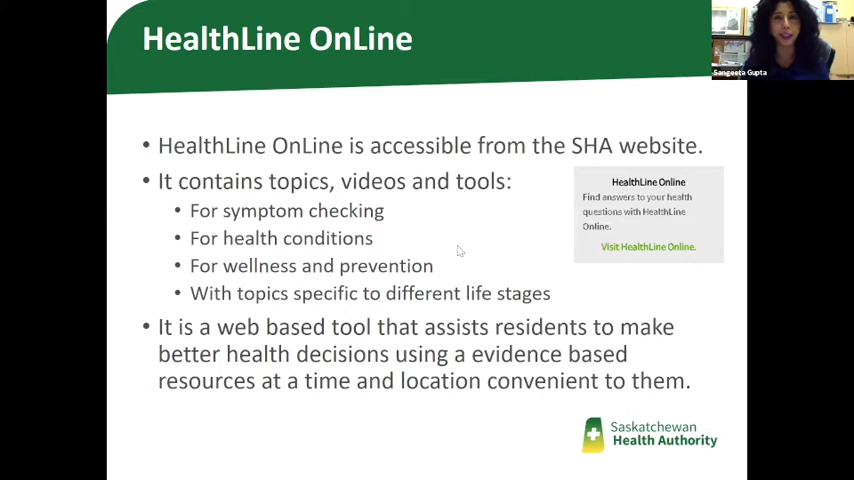 HealthLine OnLine
Sangeeta Gupta
• HealthLine OnLine is accessible from the SHA website.
• It contains topics, videos and tools:
• For symptom checking
• For health conditions
• For wellness and prevention
• With topics specific to different life stages
HealthLine Online
Find answers to your health
questions with HealthLine
Online.
Visit HealthLine Online.
• It is a web based tool that assists residents to make
better health decisions using a evidence based
resources at a time and location convenient to them.
Saskatchewan
Health Authority